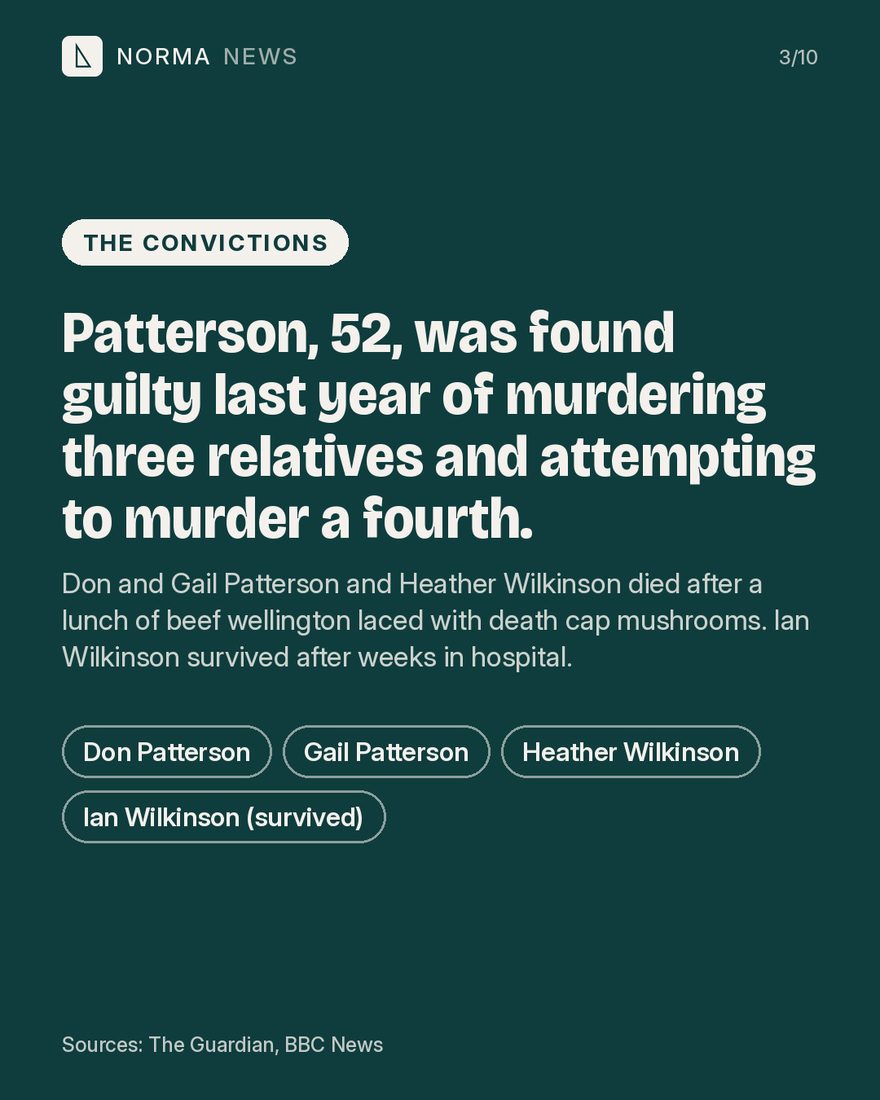 NORMA NEWS
3/10
THE CONVICTIONS
Patterson, 52, was found
guilty last year of murdering
three relatives and attempting
to murder a fourth.
Don and Gail Patterson and Heather Wilkinson died after a
lunch of beef wellington laced with death cap mushrooms. Ian
Wilkinson survived after weeks in hospital.
Don Patterson
Gail Patterson
Heather Wilkinson
Ian Wilkinson (survived)
Sources: The Guardian, BBC News